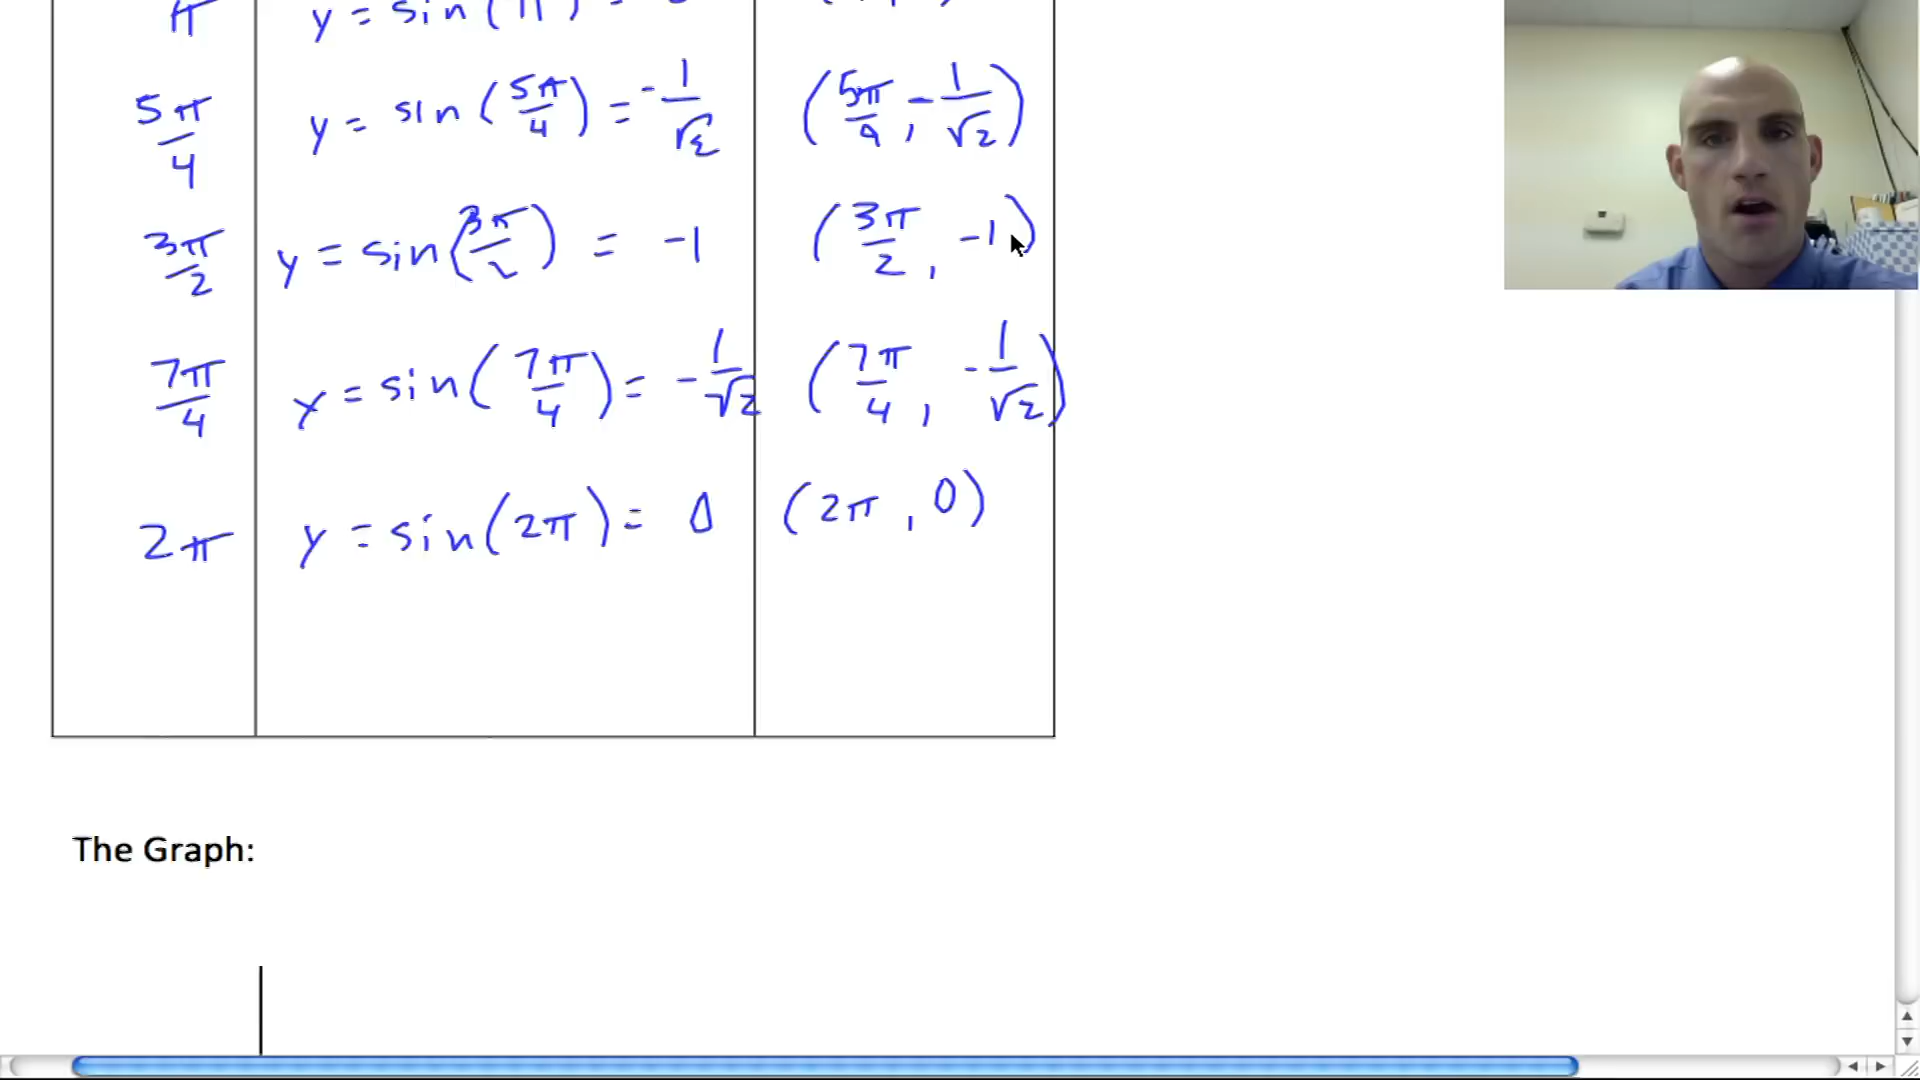 π y = sin(π) =
5π/4 y = sin(5π/4) = -1/√2 (5π/4, -1/√2)
3π/2 y = sin(3π/2) = -1 (3π/2, -1)
7π/4 x = sin(7π/4) = -1/√2 (7π/4, -1/√2)
2π y = sin(2π) = 0 (2π, 0)
The Graph: